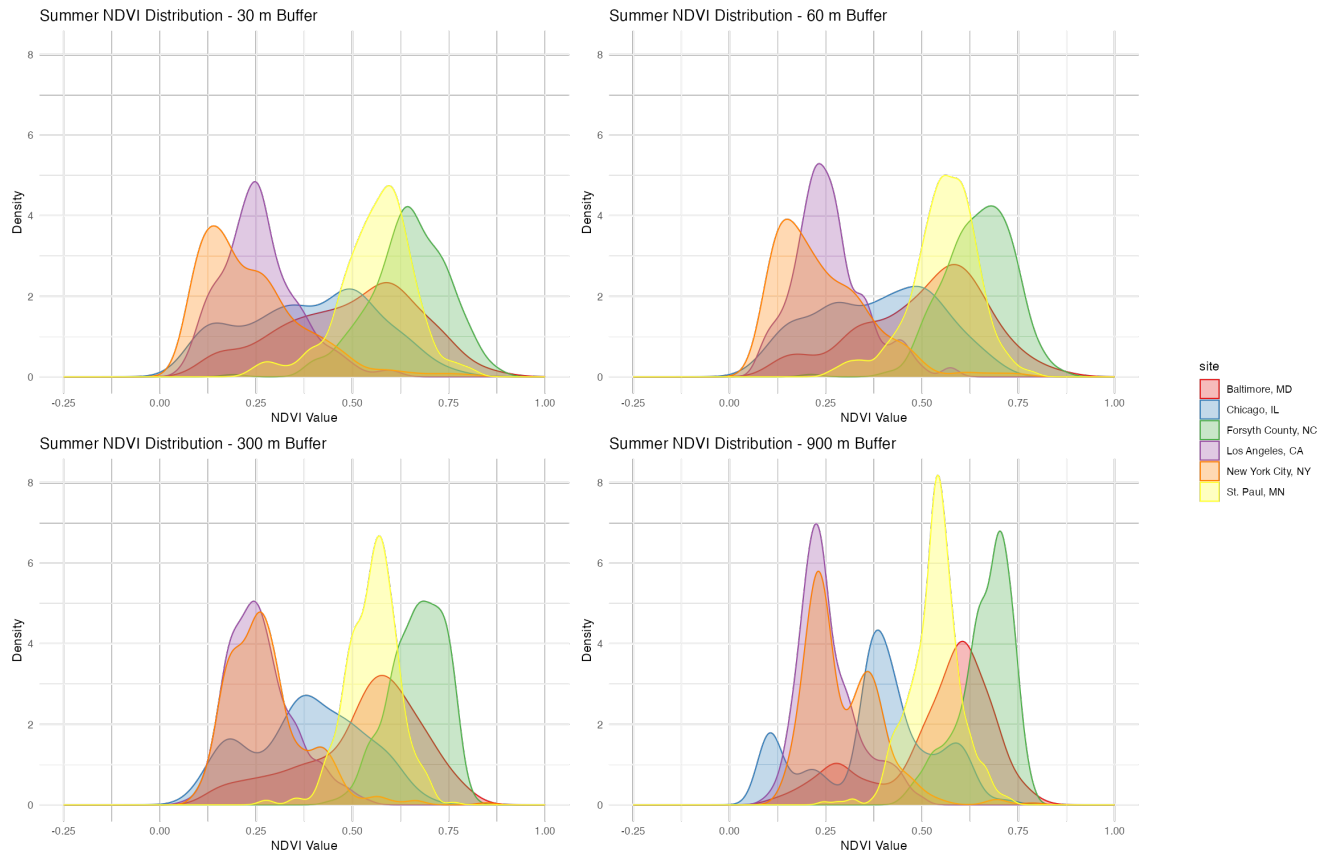 Summer NDVI Distribution - 30 m Buffer
8
6
4
2
0
Density
-0.25 0.00 0.25 0.50 0.75 1.00
NDVI Value
Summer NDVI Distribution - 60 m Buffer
8
6
4
2
0
Density
-0.25 0.00 0.25 0.50 0.75 1.00
NDVI Value
Summer NDVI Distribution - 300 m Buffer
8
6
4
2
0
Density
-0.25 0.00 0.25 0.50 0.75 1.00
NDVI Value
Summer NDVI Distribution - 900 m Buffer
8
6
4
2
0
Density
-0.25 0.00 0.25 0.50 0.75 1.00
NDVI Value
site
Baltimore, MD
Chicago, IL
Forsyth County, NC
Los Angeles, CA
New York City, NY
St. Paul, MN